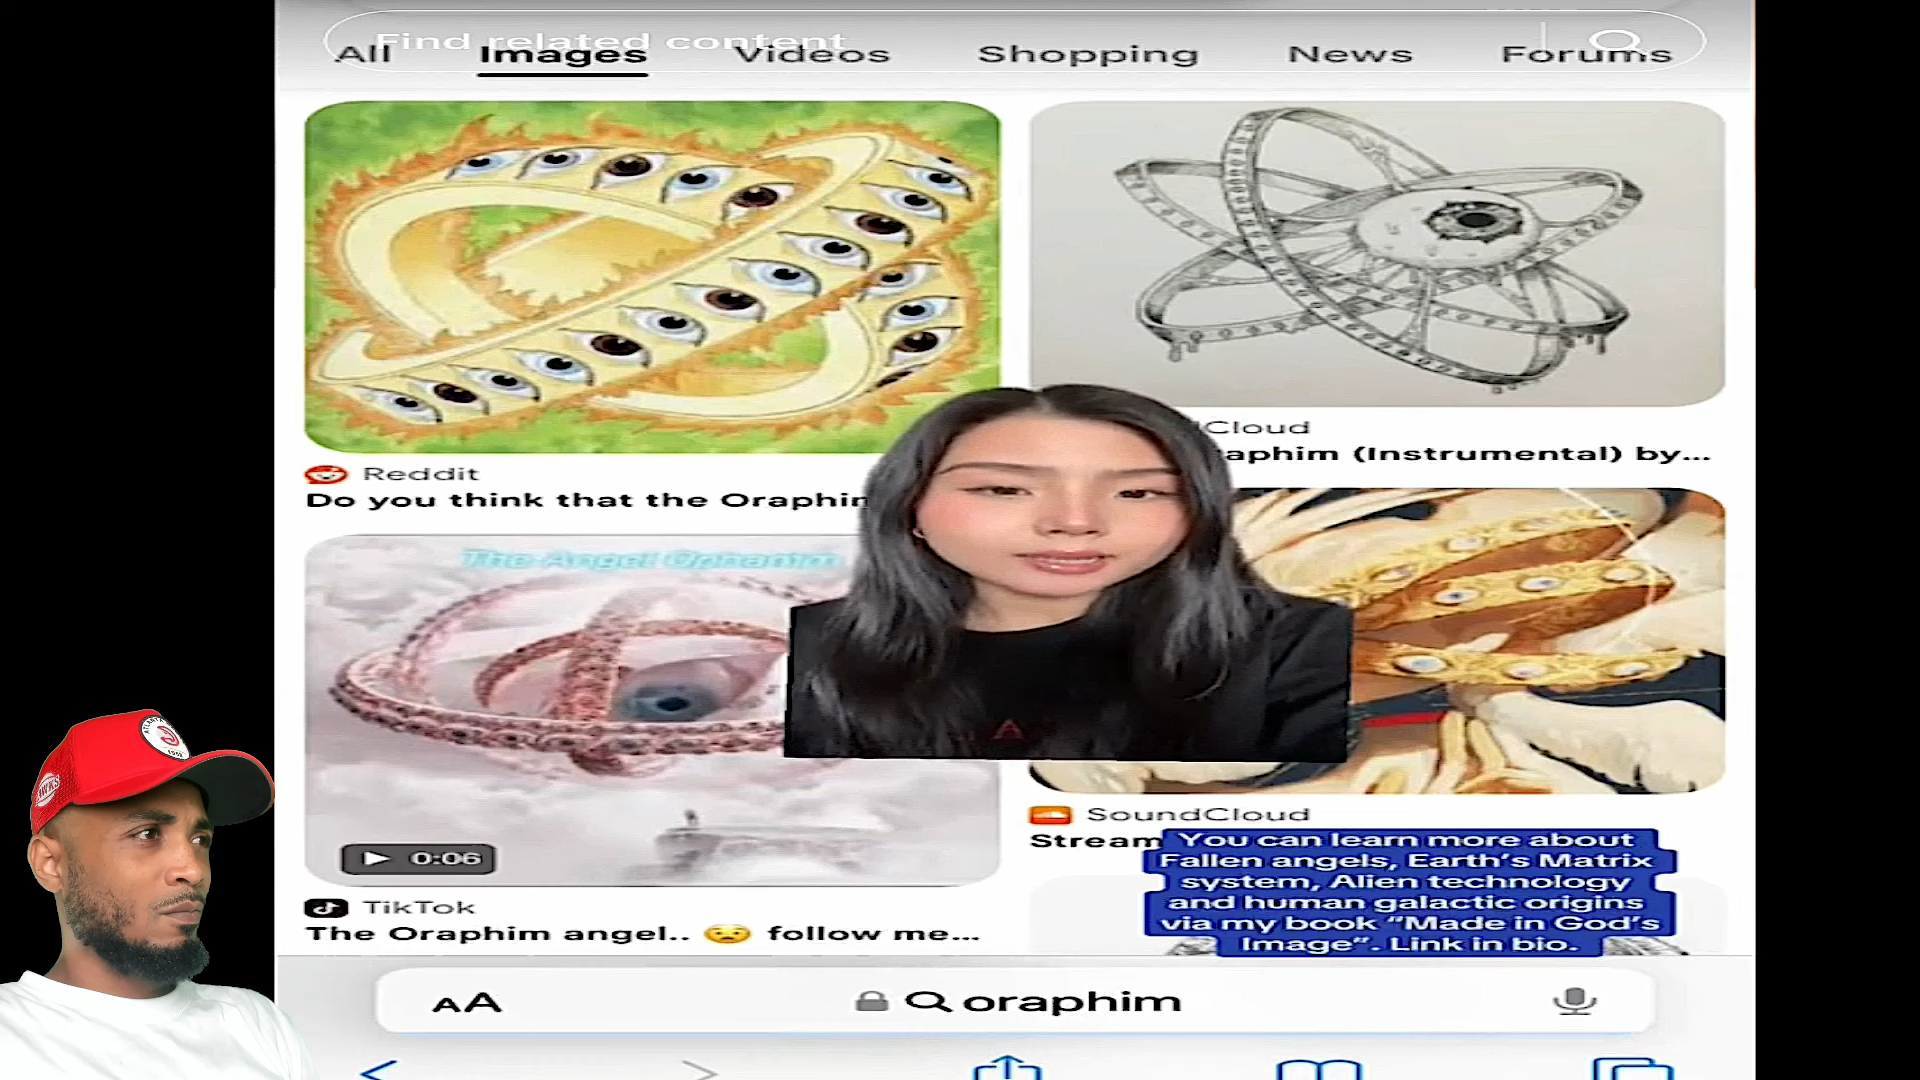 Find related content
All Images Videos Shopping News Forums
Reddit
Do you think that the Oraphim
Cloud
aphim (Instrumental) by...
The Angel Ophanim
0:06
TikTok
The Oraphim angel.. 😧 follow me...
SoundCloud
Stream
You can learn more about
Fallen angels, Earth's Matrix
system, Alien technology
and human galactic origins
via my book "Made in God's
Image". Link in bio.
AA oraphim